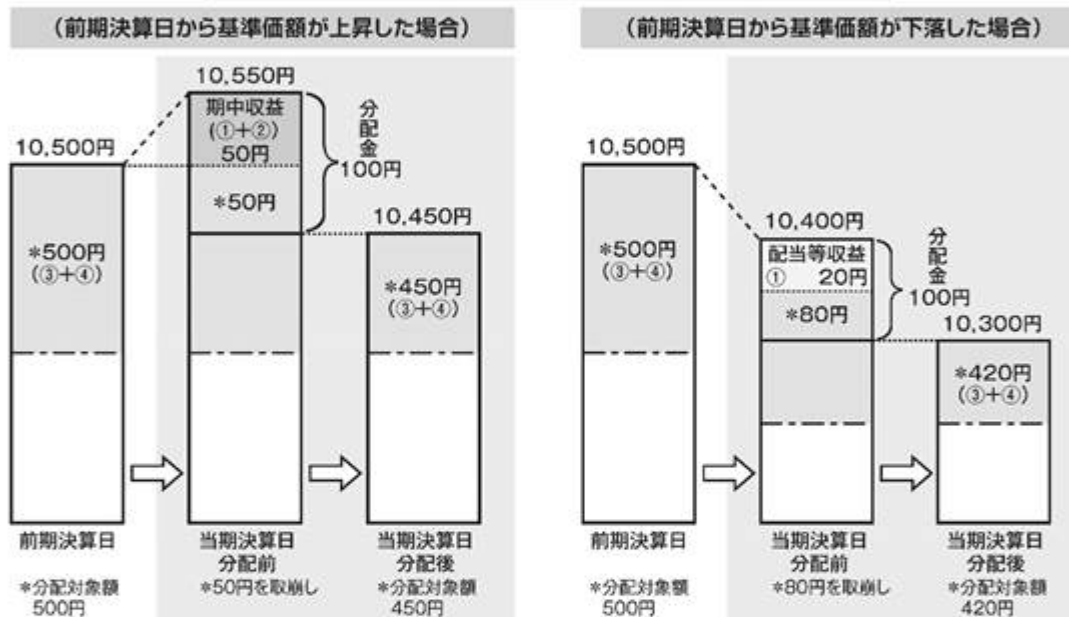 (前期決算日から基準価額が上昇した場合)
10,550円
期中収益
(①+②)
50円
*50円
分配金
100円
10,500円
*500円
(③+④)
10,450円
*450円
(③+④)
前期決算日
*分配対象額
500円
当期決算日
分配前
*50円を取崩し
当期決算日
分配後
*分配対象額
450円
(前期決算日から基準価額が下落した場合)
10,500円
*500円
(③+④)
10,400円
配当等収益
① 20円
*80円
分配金
100円
10,300円
*420円
(③+④)
前期決算日
*分配対象額
500円
当期決算日
分配前
*80円を取崩し
当期決算日
分配後
*分配対象額
420円